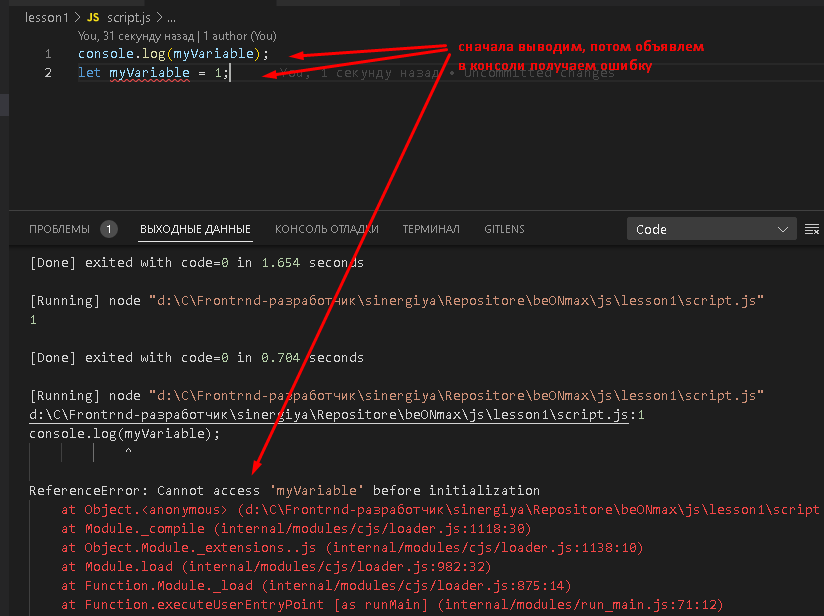 lesson1 > JS script.js > ...
You, 31 секунду назад | 1 author (You)
1 console.log(myVariable);
2 let myVariable = 1; You, 1 секунду назад • Uncommitted changes
сначала выводим, потом объявлем
в консоли получаем ошибку
ПРОБЛЕМЫ 1 ВЫХОДНЫЕ ДАННЫЕ КОНСОЛЬ ОТЛАДКИ ТЕРМИНАЛ GITLENS Code
[Done] exited with code=0 in 1.654 seconds
[Running] node "d:\C\Frontrnd-разработчик\sinergiya\Repositore\beONmax\js\lesson1\script.js"
1
[Done] exited with code=0 in 0.704 seconds
[Running] node "d:\C\Frontrnd-разработчик\sinergiya\Repositore\beONmax\js\lesson1\script.js"
d:\C\Frontrnd-разработчик\sinergiya\Repositore\beONmax\js\lesson1\script.js:1
console.log(myVariable);
^
ReferenceError: Cannot access 'myVariable' before initialization
at Object.<anonymous> (d:\C\Frontrnd-разработчик\sinergiya\Repositore\beONmax\js\lesson1\script
at Module._compile (internal/modules/cjs/loader.js:1118:30)
at Object.Module._extensions..js (internal/modules/cjs/loader.js:1138:10)
at Module.load (internal/modules/cjs/loader.js:982:32)
at Function.Module._load (internal/modules/cjs/loader.js:875:14)
at Function.executeUserEntryPoint [as runMain] (internal/modules/run_main.js:71:12)